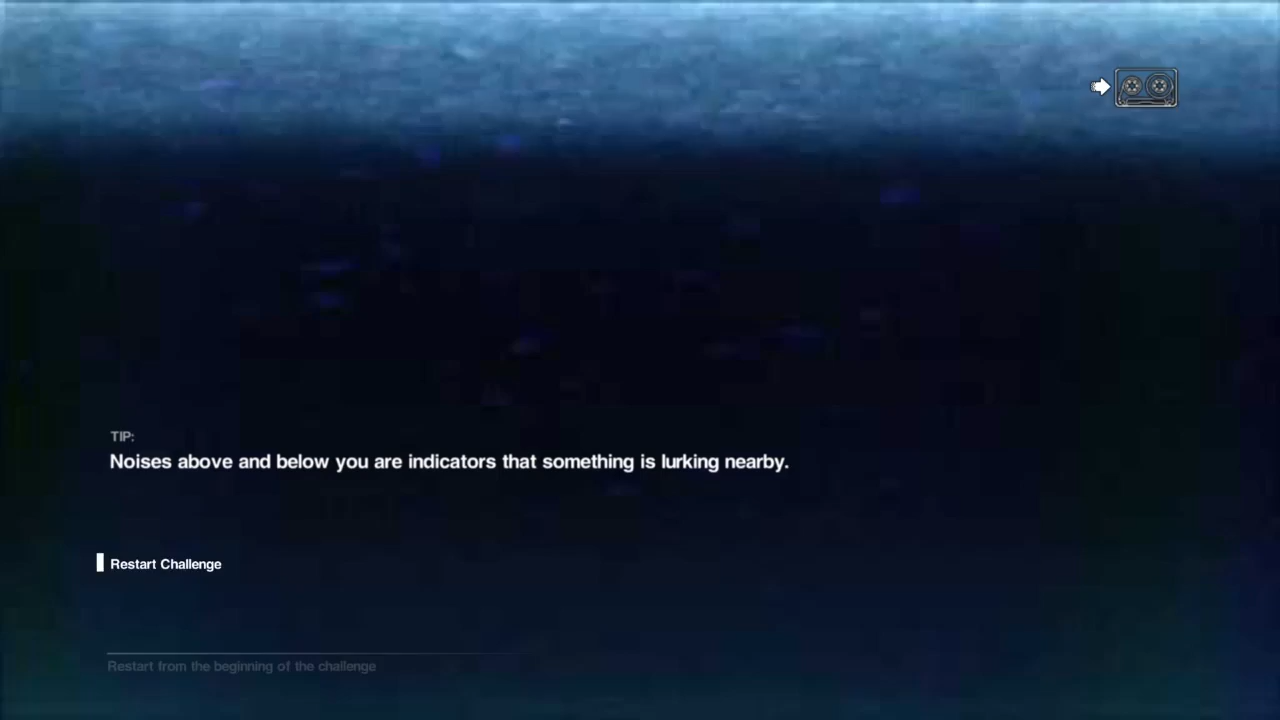 TIP:
Noises above and below you are indicators that something is lurking nearby.
Restart Challenge
Restart from the beginning of the challenge